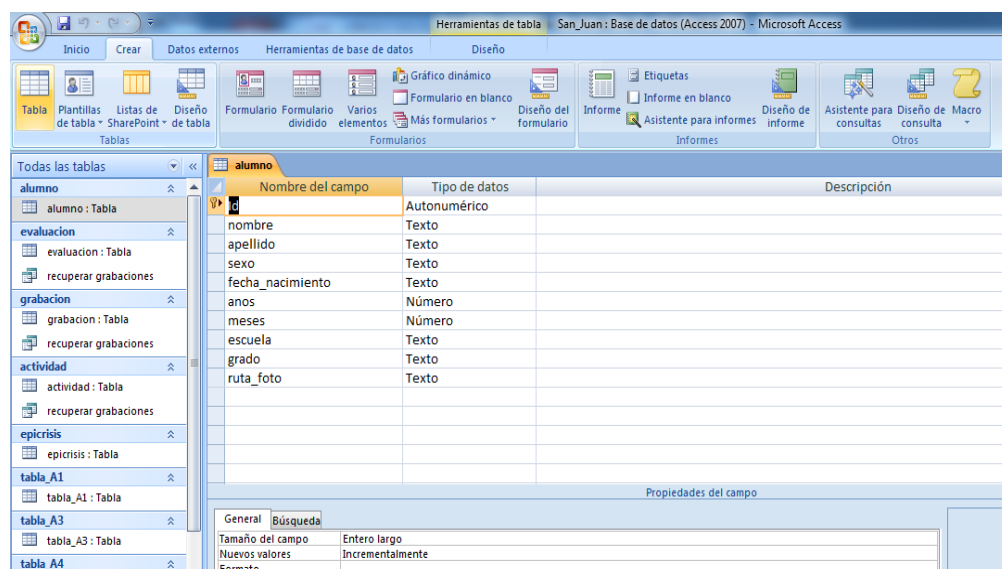 Herramientas de tabla San_Juan : Base de datos (Access 2007) - Microsoft Access
Inicio Crear Datos externos Herramientas de base de datos Diseño
Tabla
Plantillas de tabla
Listas de SharePoint
Diseño de tabla
Tablas
Formulario
Formulario dividido
Varios elementos
Gráfico dinámico
Formulario en blanco
Más formularios
Diseño del formulario
Formularios
Informe
Etiquetas
Informe en blanco
Asistente para informes
Diseño de informe
Informes
Asistente para consultas
Diseño de consulta
Macro
Otros
Todas las tablas
alumno
alumno : Tabla
evaluacion
evaluacion : Tabla
recuperar grabaciones
grabacion
grabacion : Tabla
recuperar grabaciones
actividad
actividad : Tabla
recuperar grabaciones
epicrisis
epicrisis : Tabla
tabla_A1
tabla_A1 : Tabla
tabla_A3
tabla_A3 : Tabla
tabla_A4
alumno
Nombre del campo Tipo de datos Descripción
Id Autonumérico
nombre Texto
apellido Texto
sexo Texto
fecha_nacimiento Texto
anos Número
meses Número
escuela Texto
grado Texto
ruta_foto Texto
Propiedades del campo
General Búsqueda
Tamaño del campo Entero largo
Nuevos valores Incrementalmente
Formato